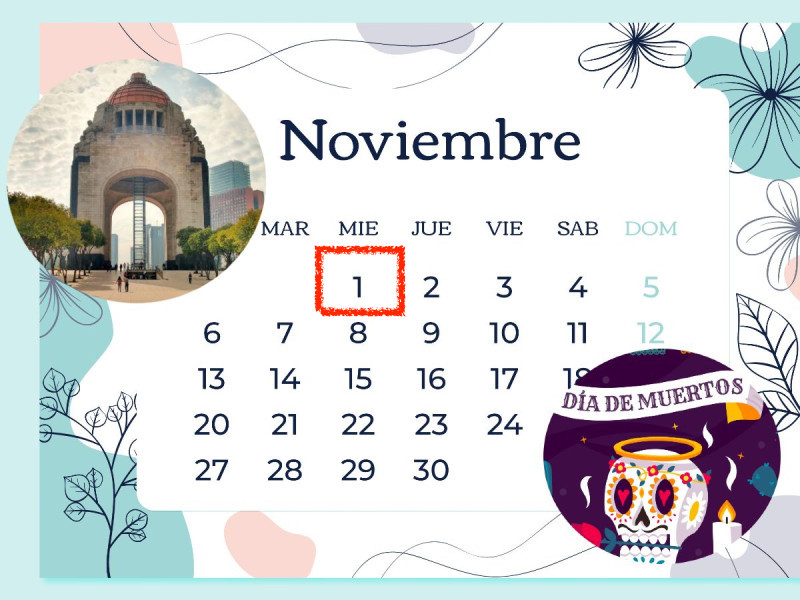 Noviembre
MAR MIE JUE VIE SAB DOM
1 2 3 4 5
6 7 8 9 10 11 12
13 14 15 16 17 18
DÍA DE MUERTOS
20 21 22 23 24
27 28 29 30